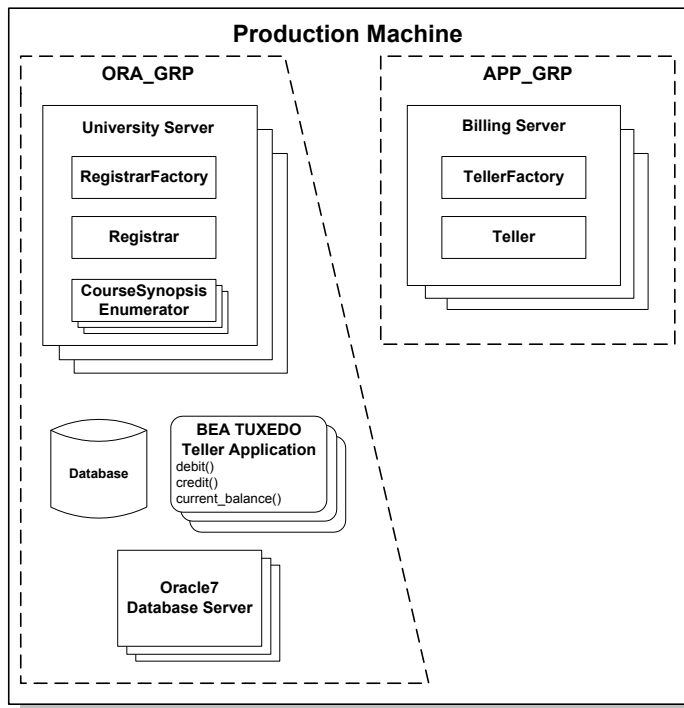 Production Machine
ORA_GRP
University Server
RegistrarFactory
Registrar
CourseSynopsis
Enumerator
Database
BEA TUXEDO
Teller Application
debit()
credit()
current_balance()
Oracle7
Database Server
APP_GRP
Billing Server
TellerFactory
Teller